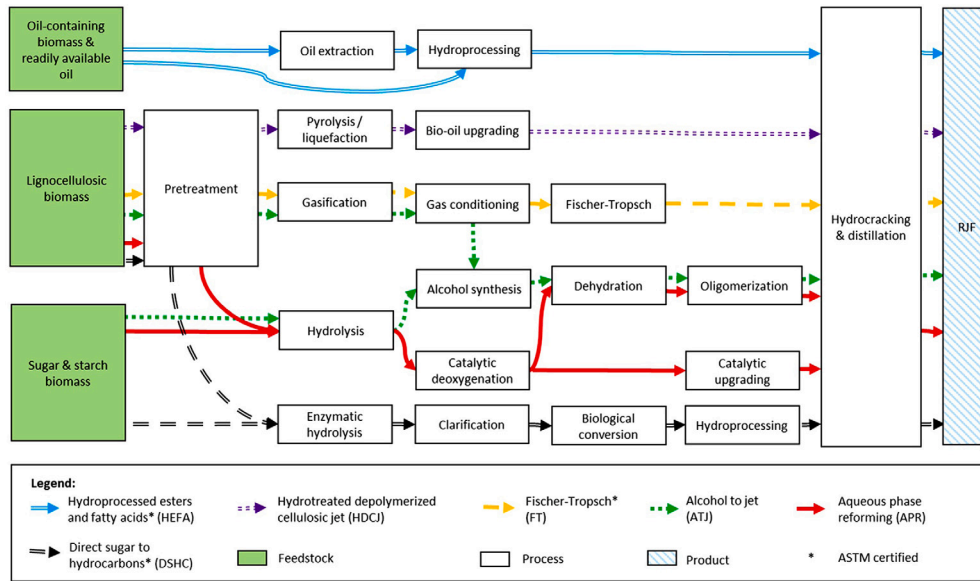 Oil-containing
biomass &
readily available
oil
Oil extraction
Hydroprocessing
Pyrolysis /
liquefaction
Bio-oil upgrading
Lignocellulosic
biomass
Pretreatment
Gasification
Gas conditioning
Fischer-Tropsch
Hydrocracking
& distillation
RJF
Alcohol synthesis
Dehydration
Oligomerization
Sugar & starch
biomass
Hydrolysis
Catalytic
deoxygenation
Catalytic
upgrading
Enzymatic
hydrolysis
Clarification
Biological
conversion
Hydroprocessing
Legend:
Hydroprocessed esters
and fatty acids* (HEFA)
Hydrotreated depolymerized
cellulosic jet (HDCJ)
Fischer-Tropsch*
(FT)
Alcohol to jet
(ATJ)
Aqueous phase
reforming (APR)
Direct sugar to
hydrocarbons* (DSHC)
Feedstock
Process
Product
* ASTM certified